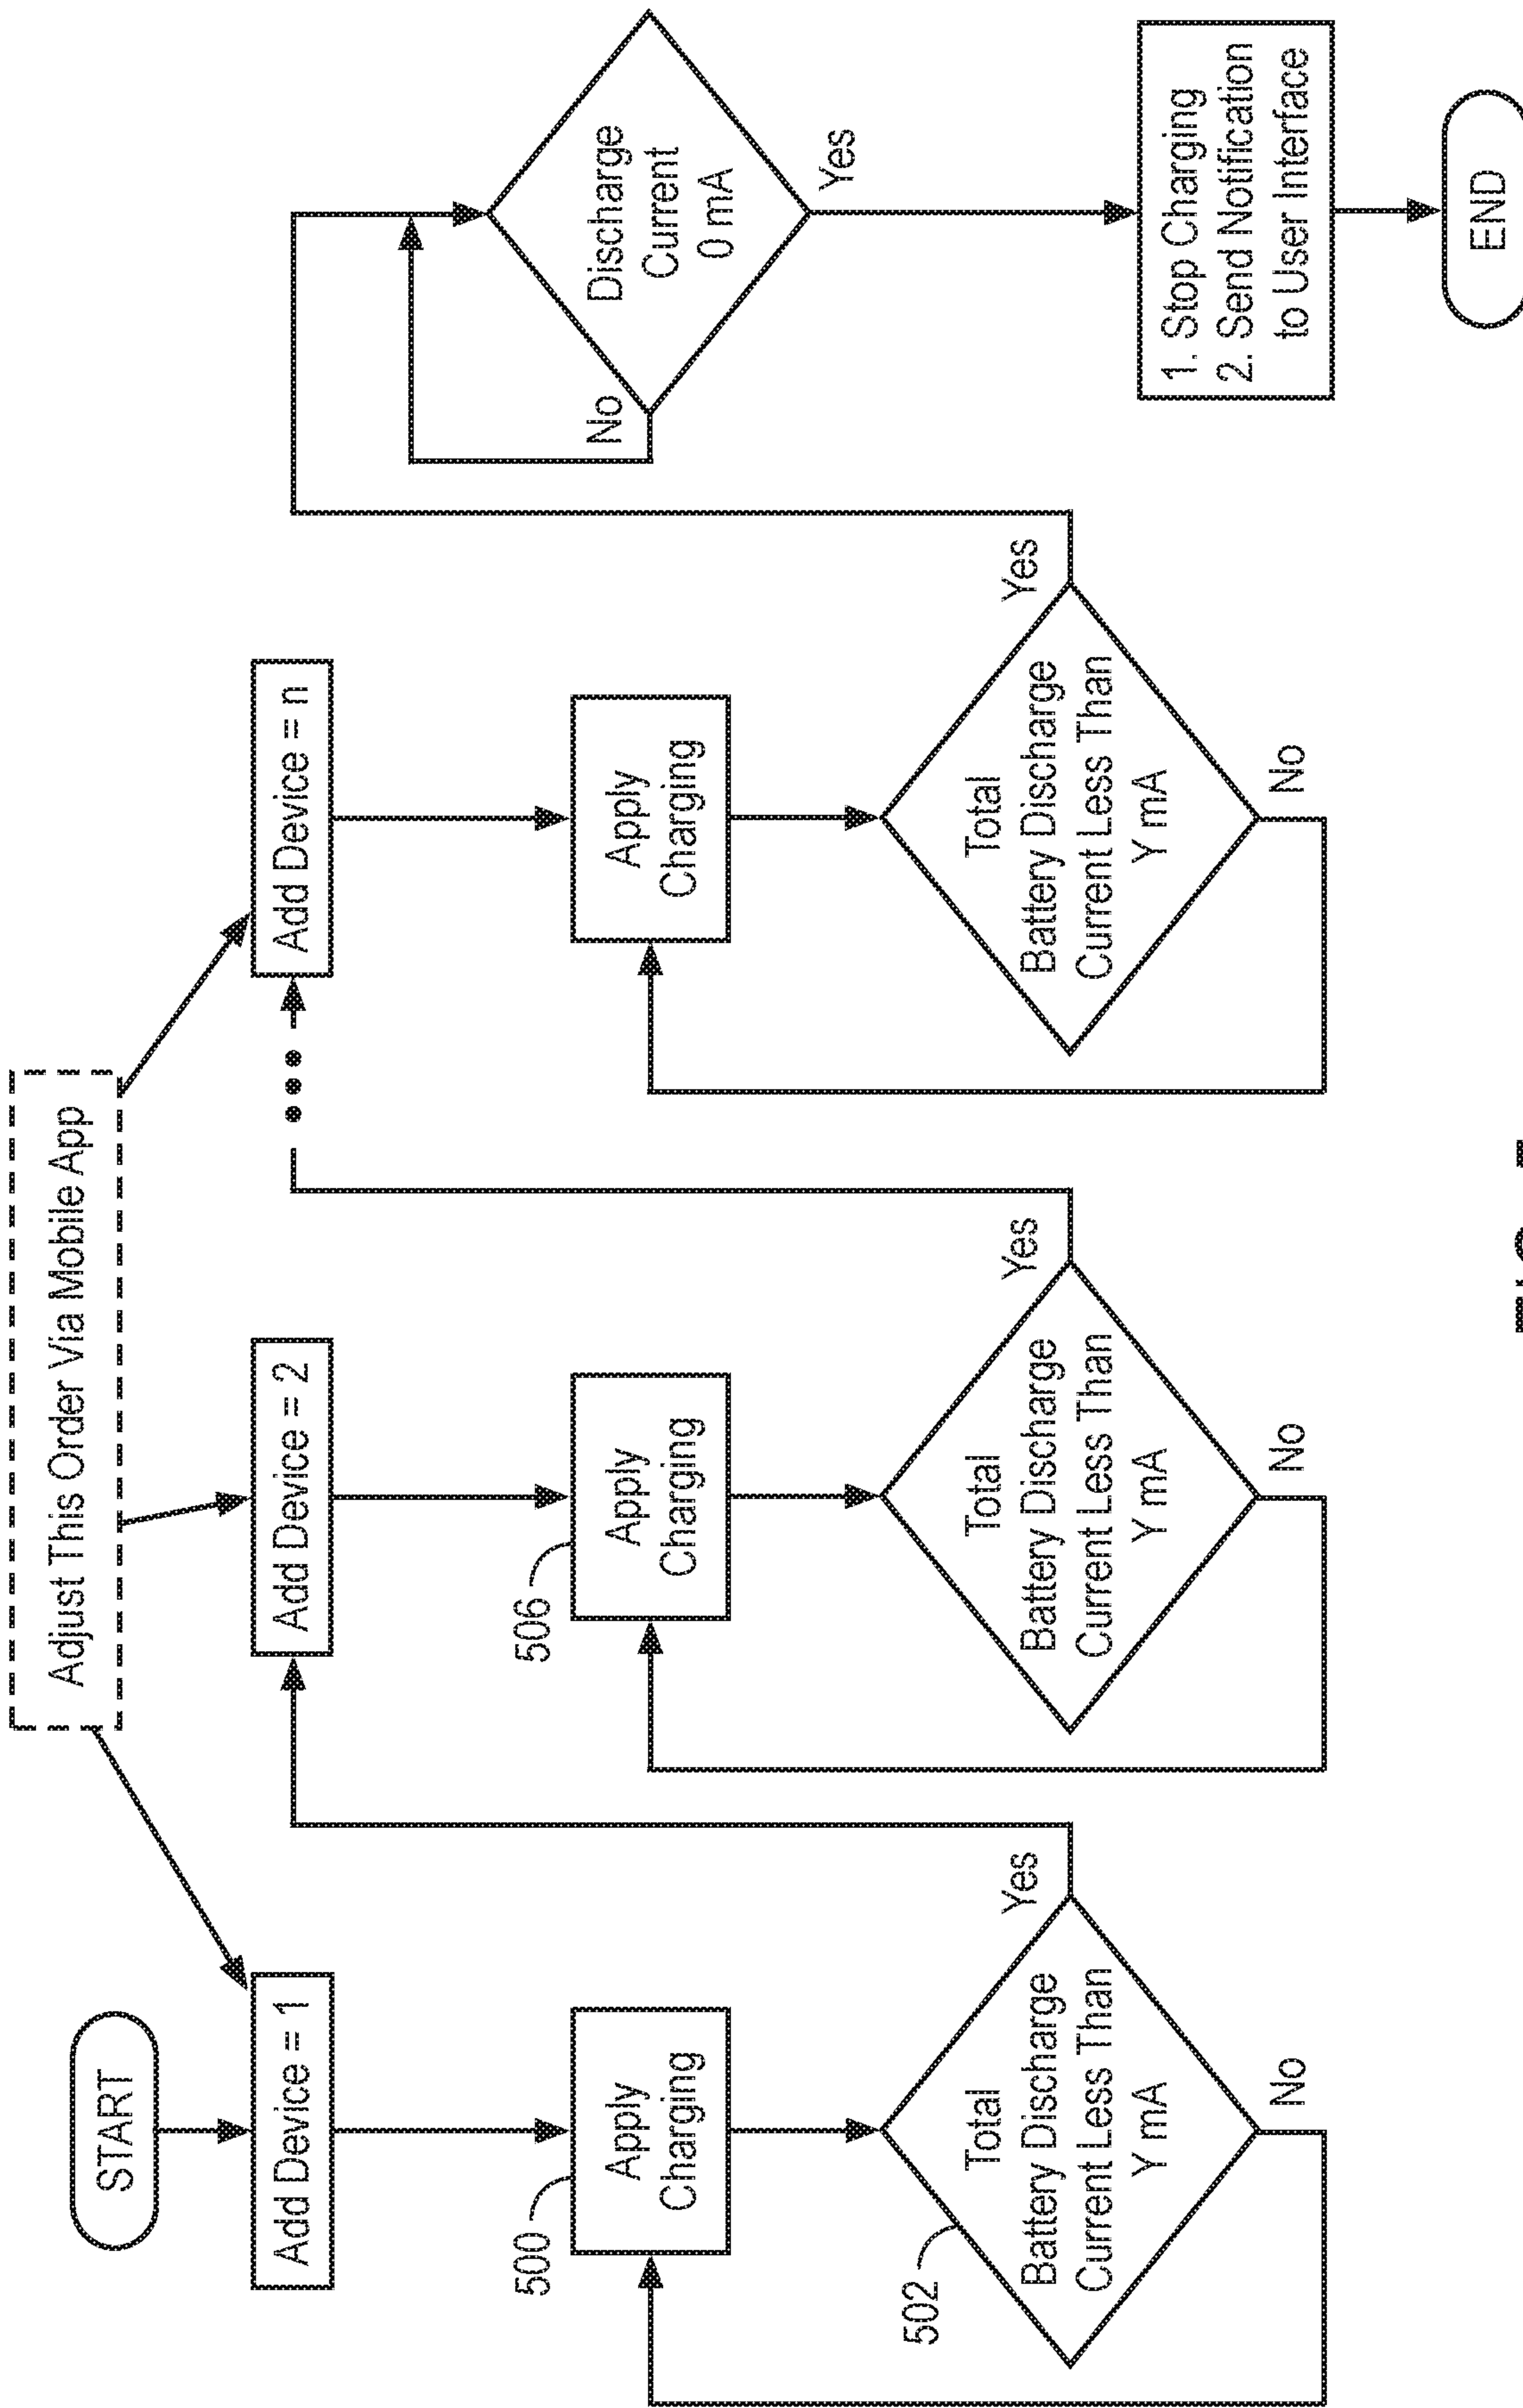 Adjust This Order Via Mobile App
START
Add Device = 1
500
Apply
Charging
502
Total
Battery Discharge
Current Less Than
Y mA
Yes
No
Add Device = 2
506
Apply
Charging
Total
Battery Discharge
Current Less Than
Y mA
Yes
No
Add Device = n
Apply
Charging
Total
Battery Discharge
Current Less Than
Y mA
Yes
No
Discharge
Current
0 mA
No
Yes
1. Stop Charging
2. Send Notification
to User Interface
END